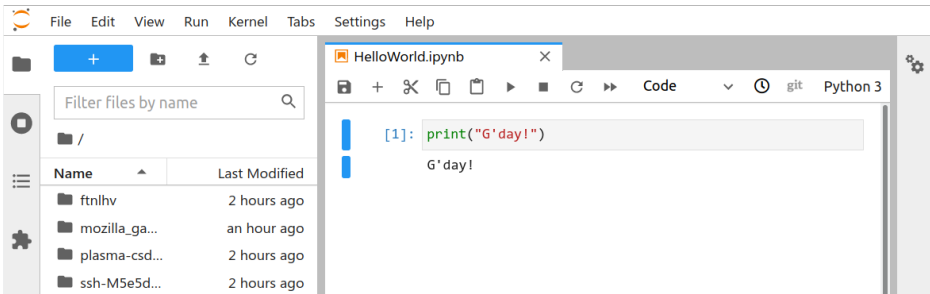 File Edit View Run Kernel Tabs Settings Help
HelloWorld.ipynb
Code git Python 3
Filter files by name
/
Name Last Modified
ftnlhv 2 hours ago
mozilla_ga... an hour ago
plasma-csd... 2 hours ago
ssh-M5e5d... 2 hours ago
[1]: print("G'day!")
G'day!